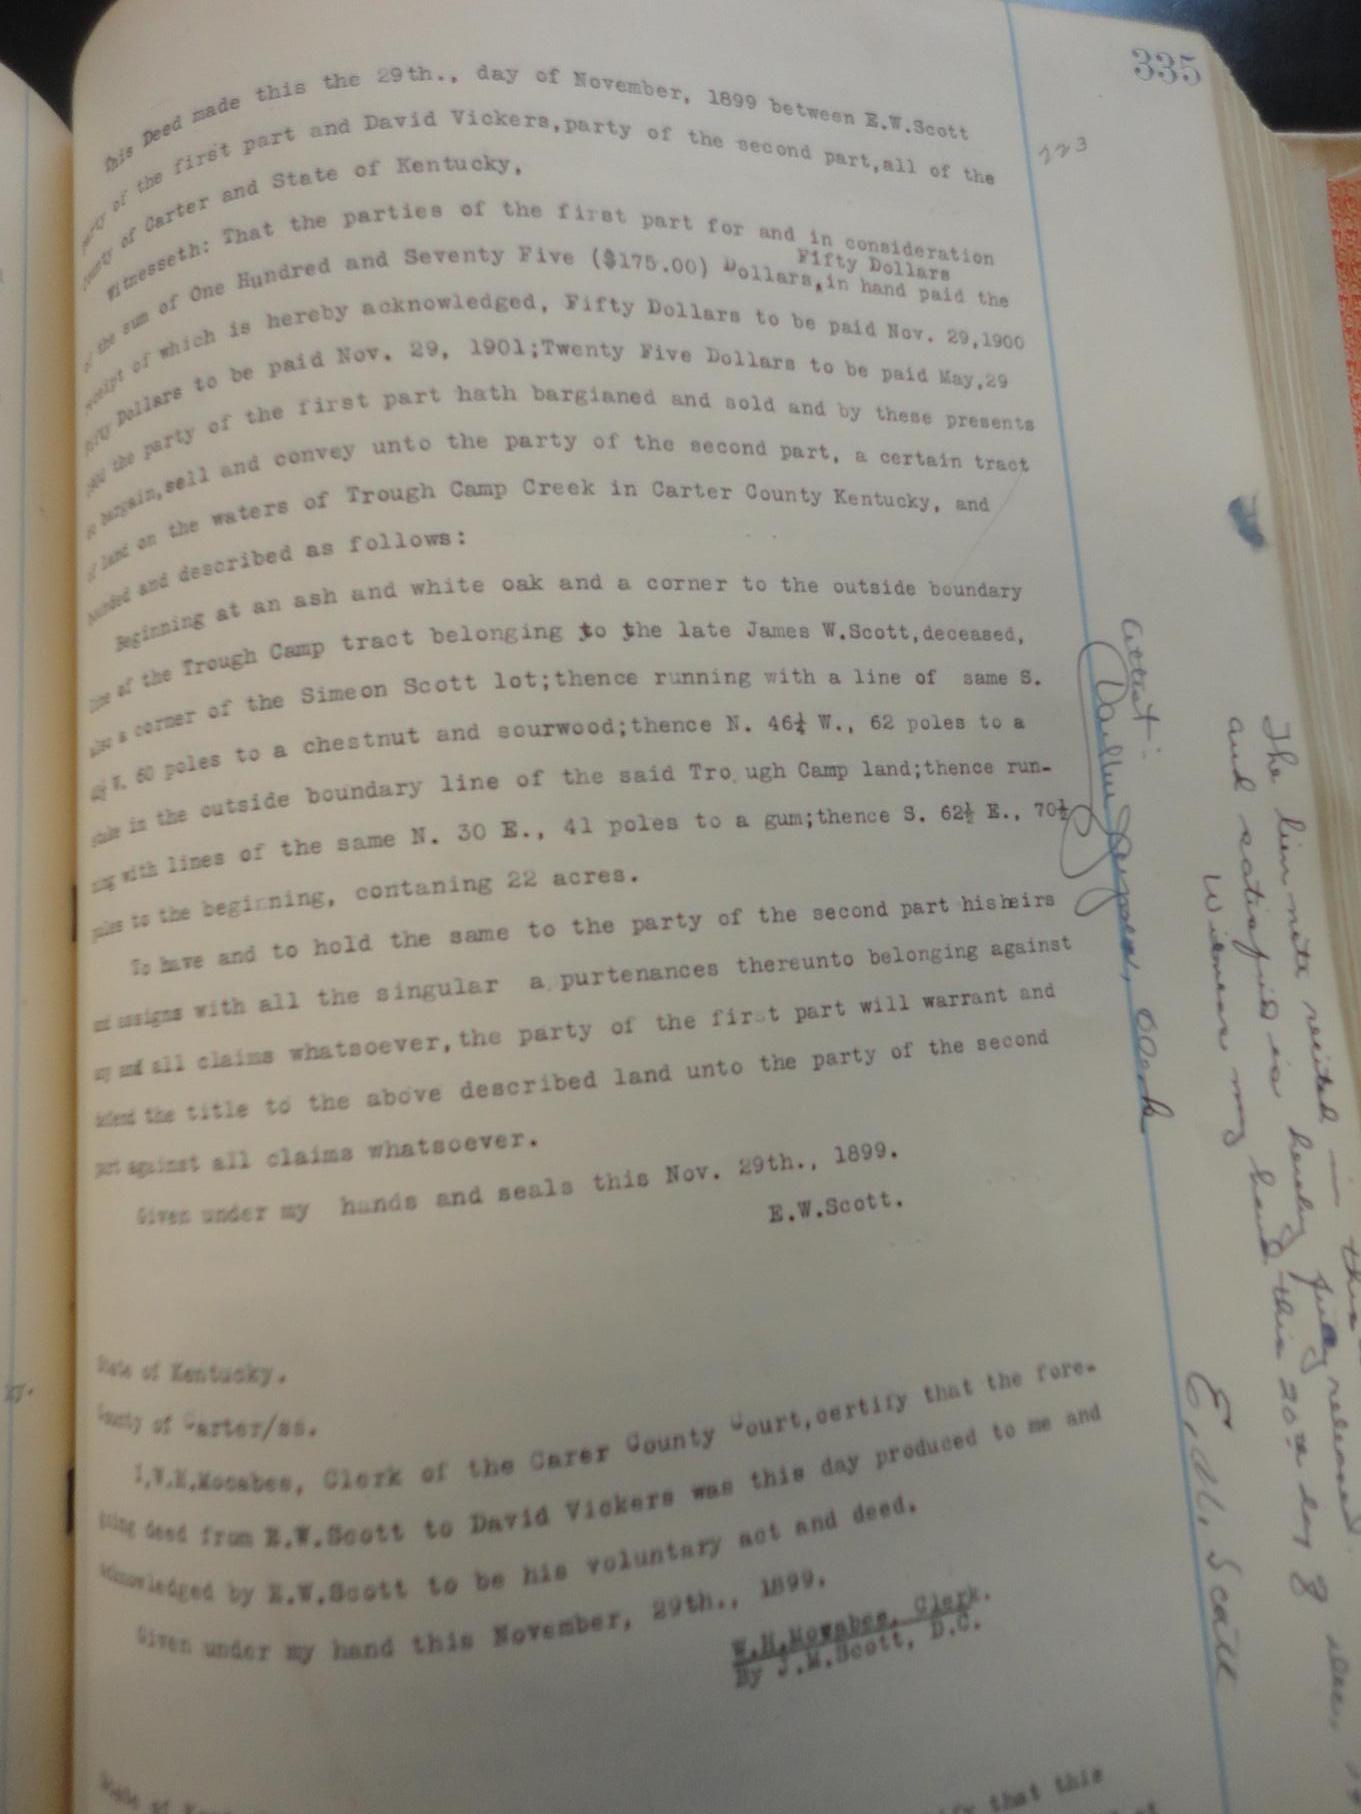 335
223
This Deed made this the 29th., day of November, 1899 between E.W.Scott
party of the first part and David Vickers,party of the second part,all of the
County of Carter and State of Kentucky,
Witnesseth: That the parties of the first part for and in consideration
Fifty Dollars
of the sum of One Hundred and Seventy Five ($175.00) Dollars,in hand paid the
receipt of which is hereby acknowledged, Fifty Dollars to be paid Nov. 29,1900
Fifty Dollars to be paid Nov. 29, 1901;Twenty Five Dollars to be paid May,29
the party of the first part hath bargianed and sold and by these presents
do bargain,sell and convey unto the party of the second part, a certain tract
of land on the waters of Trough Camp Creek in Carter County Kentucky, and
bounded and described as follows:
Beginning at an ash and white oak and a corner to the outside boundary
line of the Trough Camp tract belonging to the late James W.Scott,deceased,
also a corner of the Simeon Scott lot;thence running with a line of same S.
W. 60 poles to a chestnut and sourwood;thence N. 46¼ W., 62 poles to a
stake in the outside boundary line of the said Tro ugh Camp land;thence run-
ning with lines of the same N. 30 E., 41 poles to a gum;thence S. 62½ E., 70½
poles to the beginning, contaning 22 acres.
To have and to hold the same to the party of the second part his heirs
and assigns with all the singular a purtenances thereunto belonging against
any and all claims whatsoever,the party of the first part will warrant and
defend the title to the above described land unto the party of the second
part against all claims whatsoever.
Given under my hands and seals this Nov. 29th., 1899.
E.W.Scott.
State of Kentucky.
County of Carter/ss.
I,W.H.Mocabee, Clerk of the Carer County Court,certify that the fore-
going deed from E.W.Scott to David Vickers was this day produced to me and
acknowledged by E.W.Scott to be his voluntary act and deed.
Given under my hand this November, 29th., 1899.
W.H.Mowabee, Clerk.
By J.M.Scott, D.C.
State of
that this
Attest:
Clerk
The lien note recited in this
and satisfied is hereby fully released
Witness my hand this 20th day of Dec,
E. W. Scott